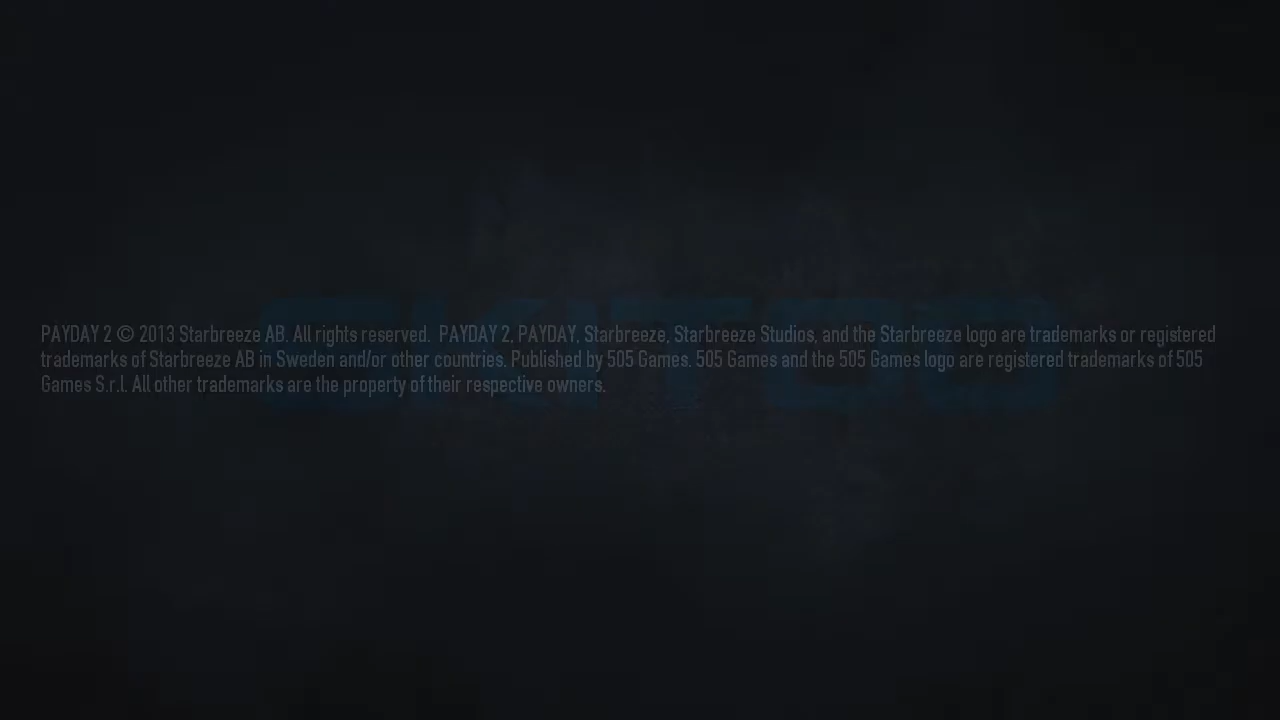 PAYDAY 2 © 2013 Starbreeze AB. All rights reserved. PAYDAY 2, PAYDAY, Starbreeze, Starbreeze Studios, and the Starbreeze logo are trademarks or registered
trademarks of Starbreeze AB in Sweden and/or other countries. Published by 505 Games. 505 Games and the 505 Games logo are registered trademarks of 505
Games S.r.l. All other trademarks are the property of their respective owners.